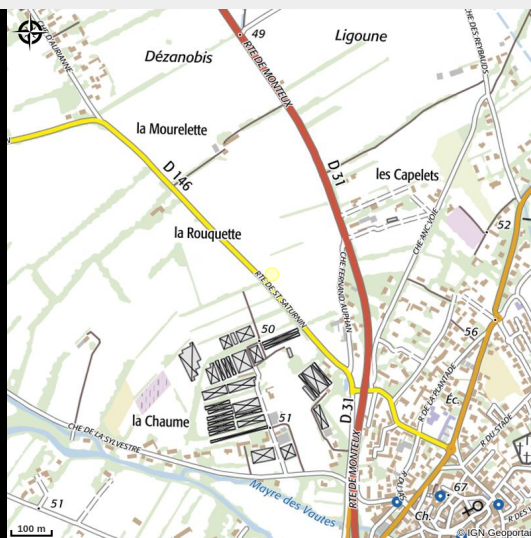 49
CHE D'AURIANNE
Dézanobis
Ligoune
RTE DE MONTEUX
CHE DES REYBAUDS
la Mourelette
D 146
D 31
les Capelets
la Rouquette
CHE ANC VOIE
52
CHE FERNAND AUPHAN
RTE DE ST SATURNIN
50
56
R DE LA PLANTADE
Éc.
la Chaume
51
D 31
R DU STADE
CHE DE LA SYLVESTRE
RTE DE MONTEUX
Mayre des Vautes
67
51
Ch.
100 m
© IGN Geoportai